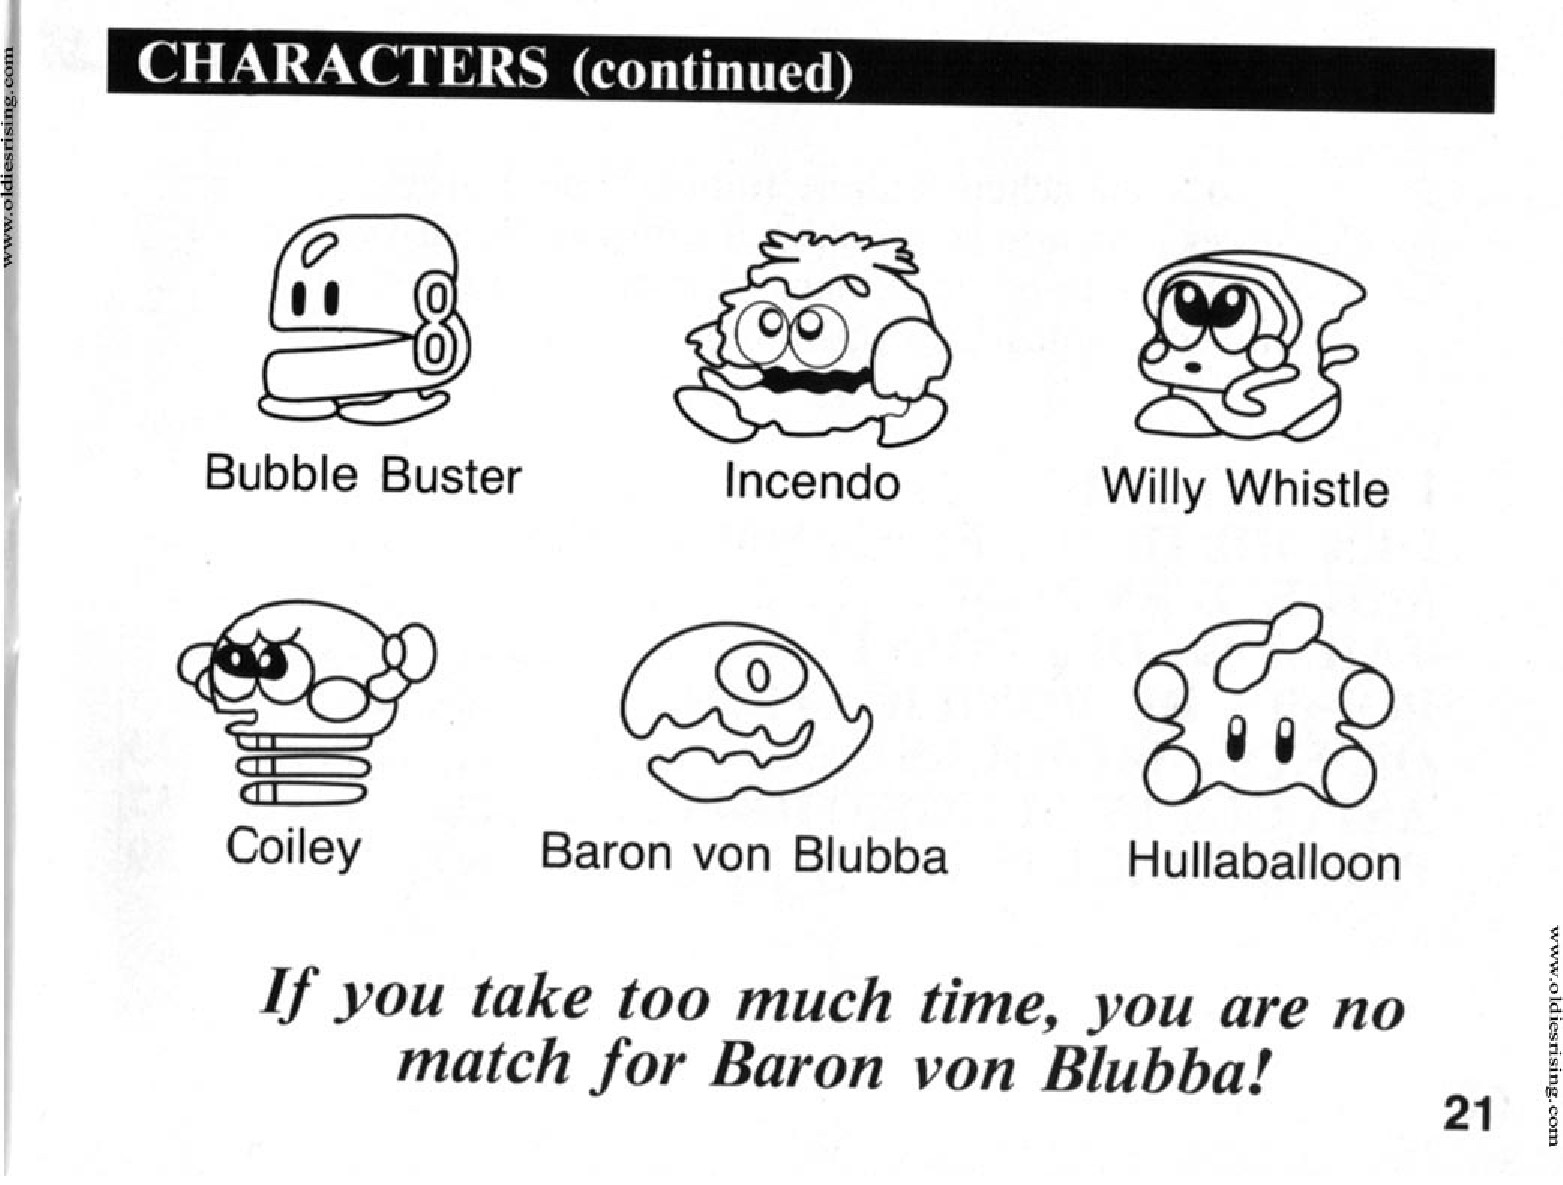 CHARACTERS (continued)
www.oldiesrising.com
Bubble Buster
Incendo
Willy Whistle
Coiley
Baron von Blubba
Hullaballoon
If you take too much time, you are no
match for Baron von Blubba!
21
www.oldiesrising.com